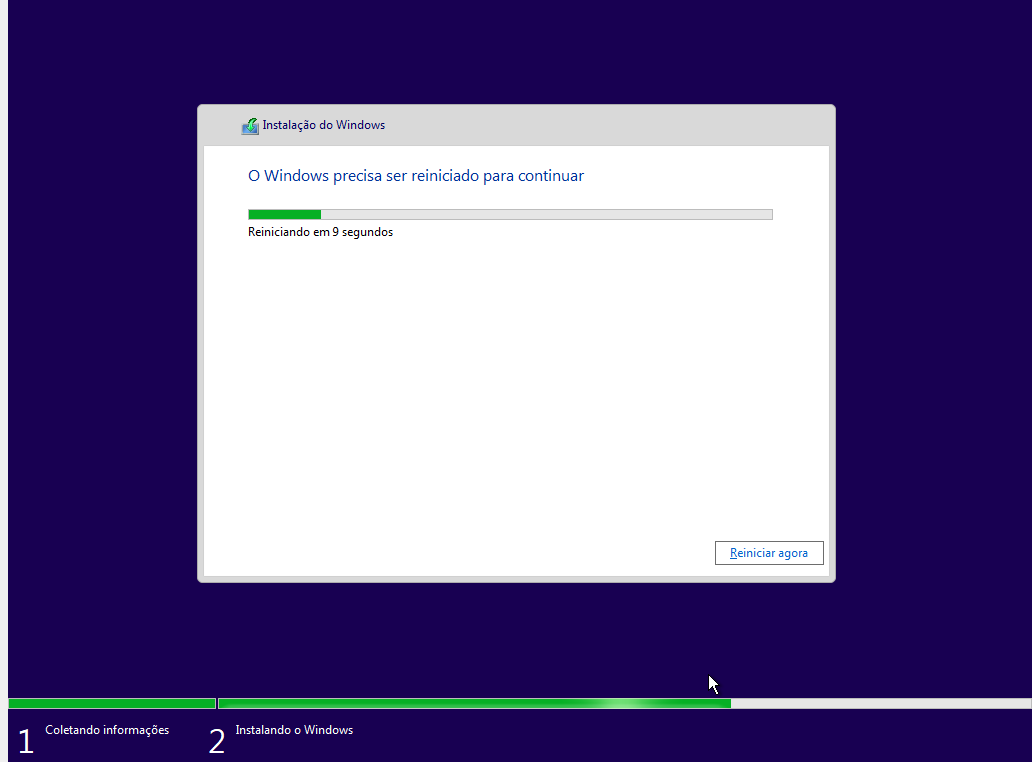 Instalação do Windows
O Windows precisa ser reiniciado para continuar
Reiniciando em 9 segundos
Reiniciar agora
1 Coletando informações
2 Instalando o Windows